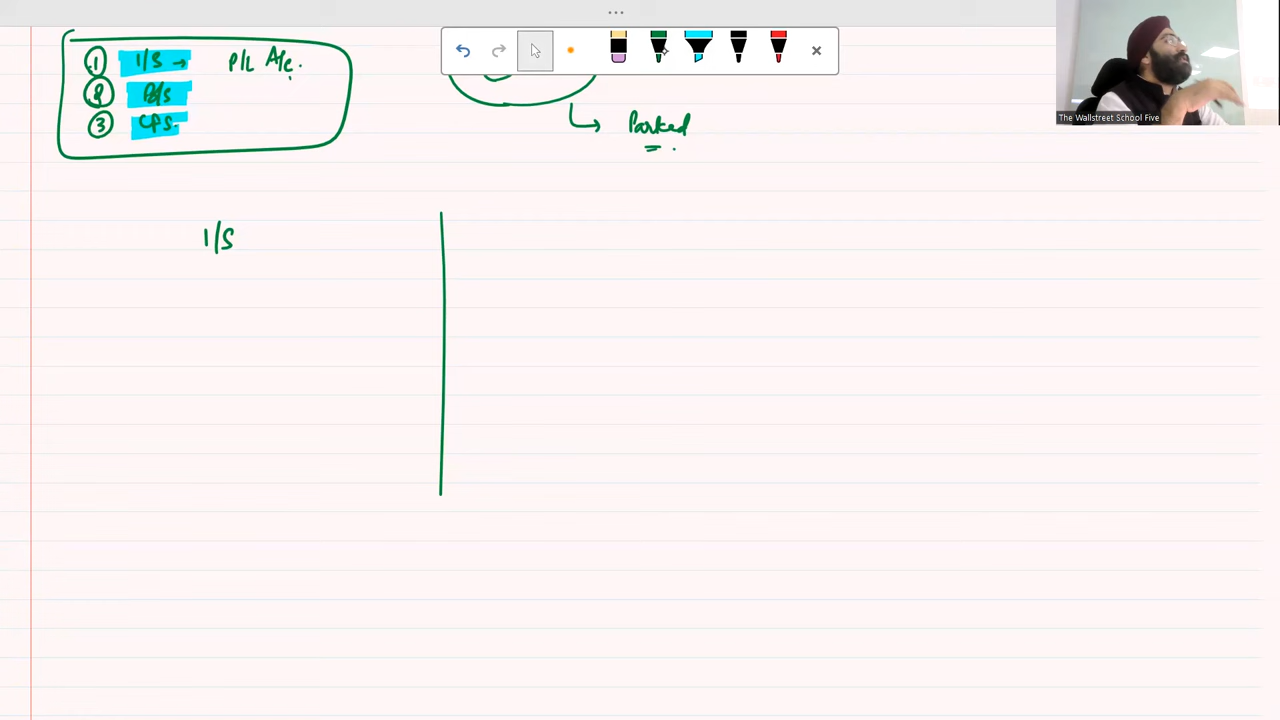 ① I/S → P/L A/c.
② B/S
③ CFS.
Parked
The Wallstreet School Five
I/S